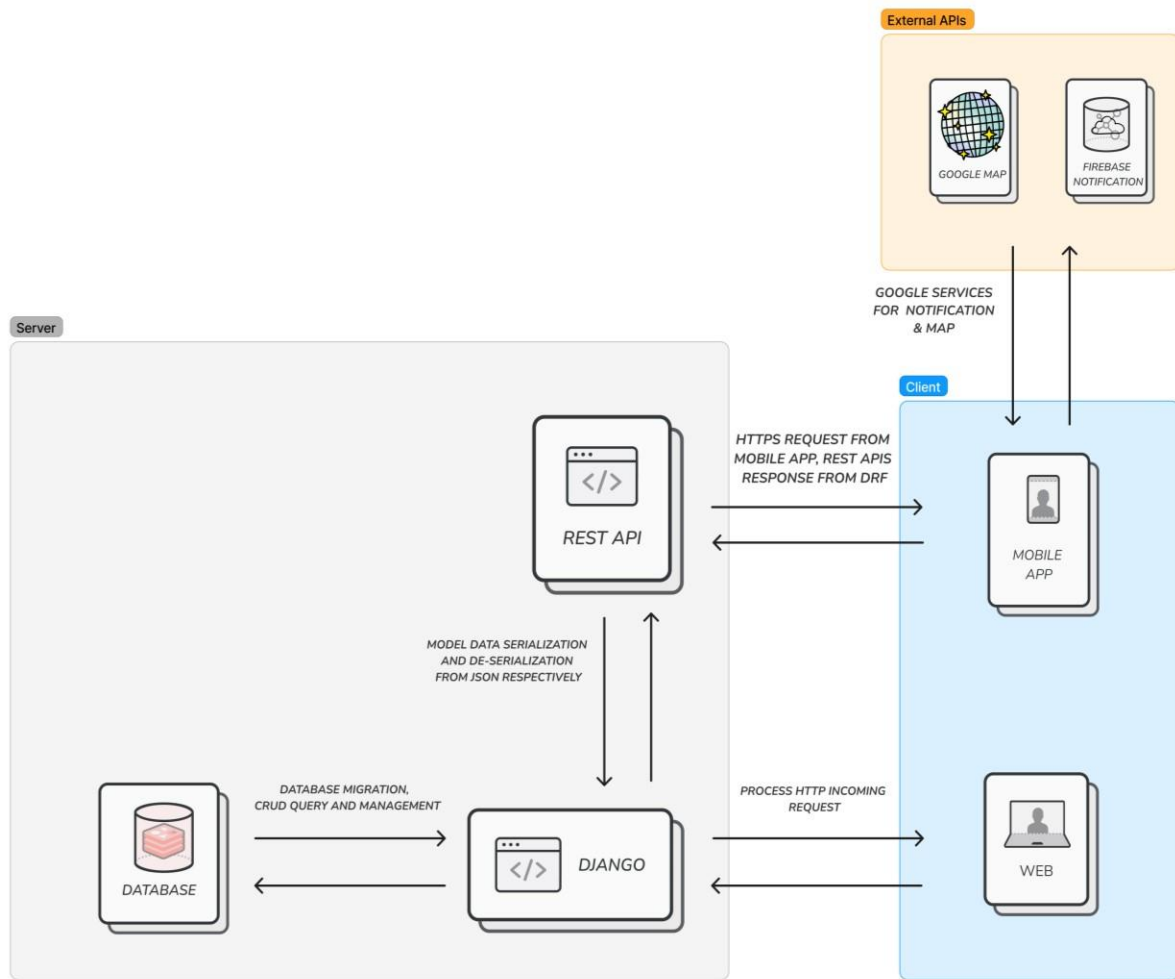 External APIs
GOOGLE MAP
FIREBASE
NOTIFICATION
GOOGLE SERVICES
FOR NOTIFICATION
& MAP
Server
Client
HTTPS REQUEST FROM
MOBILE APP, REST APIS
RESPONSE FROM DRF
REST API
MOBILE
APP
MODEL DATA SERIALIZATION
AND DE-SERIALIZATION
FROM JSON RESPECTIVELY
DATABASE MIGRATION,
CRUD QUERY AND MANAGEMENT
PROCESS HTTP INCOMING
REQUEST
DATABASE
DJANGO
WEB